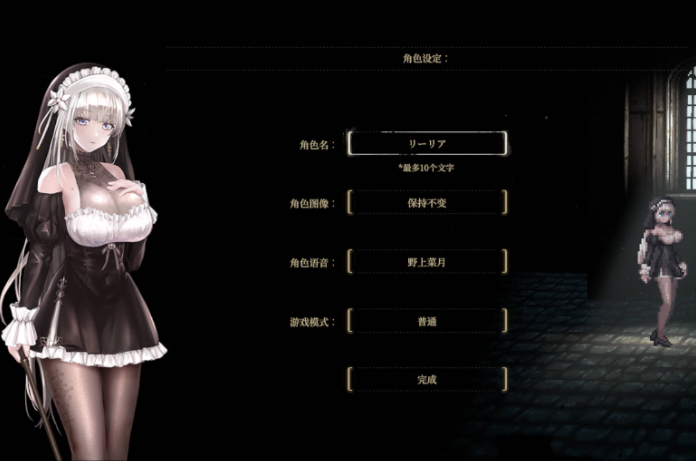 角色设定：
角色名：
リーリア
*最多10个文字
角色图像：
保持不变
角色语音：
野上菜月
游戏模式：
普通
完成